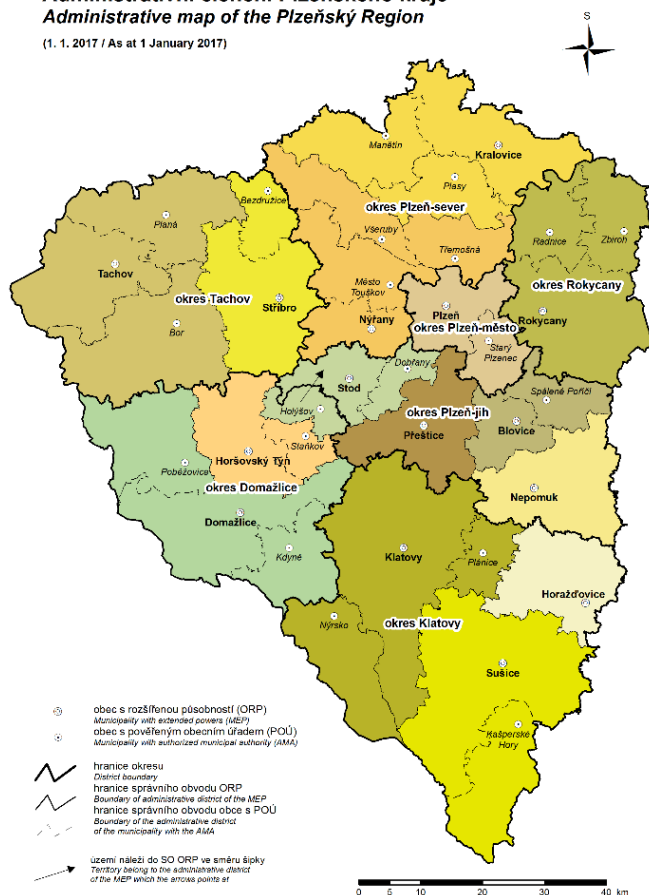 Administrative map of the Plzeňský Region
(1. 1. 2017 / As at 1 January 2017)
S
Manětín
Kralovice
Plasy
Bezdružice
okres Plzeň-sever
Planá
Všeruby
Radnice
Zbiroh
Třemošná
Tachov
Město
Touškov
okres Rokycany
okres Tachov
Stříbro
Plzeň
Rokycany
Bor
Nýřany
okres Plzeň-město
Starý
Plzenec
Dobřany
Stod
Spálené Poříčí
Holýšov
okres Plzeň-jih
Blovice
Přeštice
Staňkov
Horšovský Týn
Poběžovice
okres Domažlice
Nepomuk
Domažlice
Kdyně
Klatovy
Plánice
Horažďovice
Nýrsko
okres Klatovy
Sušice
Kašperské
Hory
obec s rozšířenou působností (ORP)
Municipality with extended powers (MEP)
obec s pověřeným obecním úřadem (POÚ)
Municipality with authorized municipal authority (AMA)
hranice okresu
District boundary
hranice správního obvodu ORP
Boundary of administrative district of the MEP
hranice správního obvodu obce s POÚ
Boundary of the administrative district
of the municipality with the AMA
území náleží do SO ORP ve směru šipky
Territory belong to the administrative district
of the MEP which the arrows points at
0 5 10 20 30 40 km